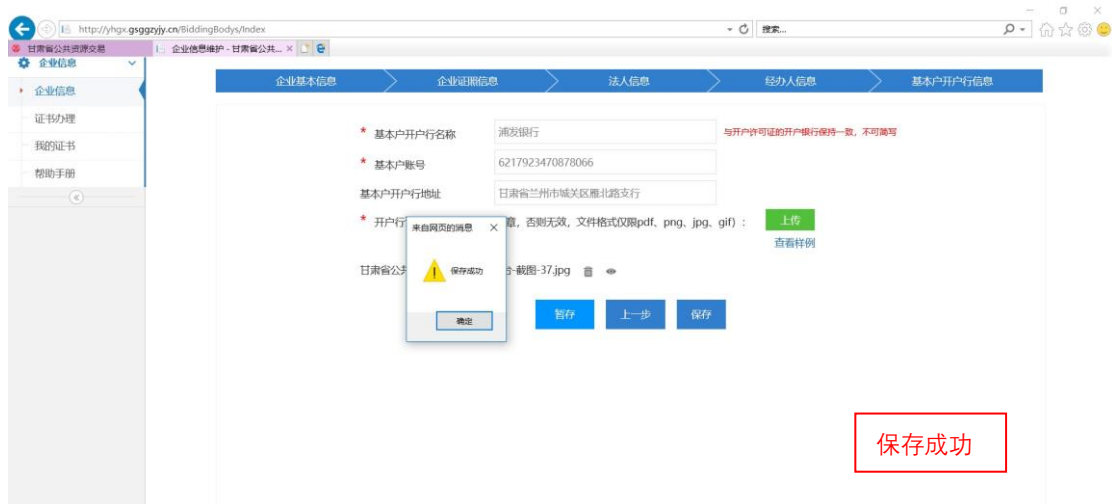 http://yhgx.gsggzyjy.cn/BiddingBodys/Index
搜索...
甘肃省公共资源交易
企业信息维护 - 甘肃省公共...
企业信息
企业信息
证书办理
我的证书
帮助手册
企业基本信息
企业证照信息
法人信息
经办人信息
基本户开户行信息
* 基本户开户行名称
浦发银行
与开户许可证的开户银行保持一致，不可简写
* 基本户账号
6217923470878066
基本户开户行地址
甘肃省兰州市城关区雁北路支行
* 开户行
章，否则无效，文件格式仅限pdf、png、jpg、gif）：
上传
查看样例
甘肃省公共
台-截图-37.jpg
来自网页的消息
保存成功
确定
暂存
上一步
保存
保存成功